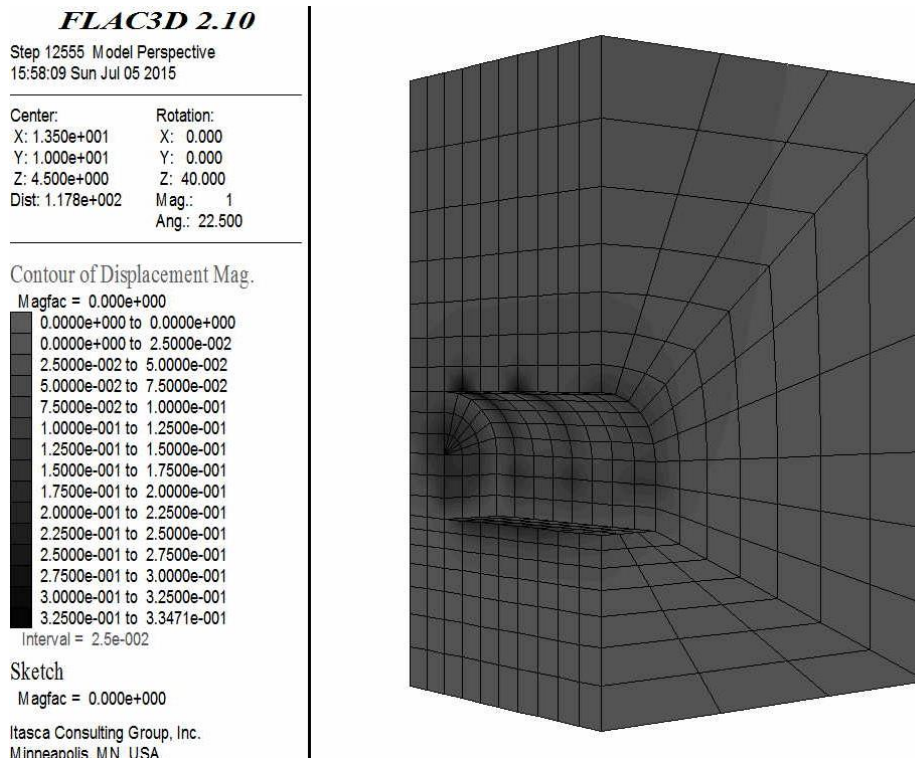 FLAC3D 2.10
Step 12555 Model Perspective
15:58:09 Sun Jul 05 2015
Center: Rotation:
X: 1.350e+001 X: 0.000
Y: 1.000e+001 Y: 0.000
Z: 4.500e+000 Z: 40.000
Dist: 1.178e+002 Mag.: 1
Ang.: 22.500
Contour of Displacement Mag.
Magfac = 0.000e+000
0.0000e+000 to 0.0000e+000
0.0000e+000 to 2.5000e-002
2.5000e-002 to 5.0000e-002
5.0000e-002 to 7.5000e-002
7.5000e-002 to 1.0000e-001
1.0000e-001 to 1.2500e-001
1.2500e-001 to 1.5000e-001
1.5000e-001 to 1.7500e-001
1.7500e-001 to 2.0000e-001
2.0000e-001 to 2.2500e-001
2.2500e-001 to 2.5000e-001
2.5000e-001 to 2.7500e-001
2.7500e-001 to 3.0000e-001
3.0000e-001 to 3.2500e-001
3.2500e-001 to 3.3471e-001
Interval = 2.5e-002
Sketch
Magfac = 0.000e+000
Itasca Consulting Group, Inc.
Minneapolis, MN USA